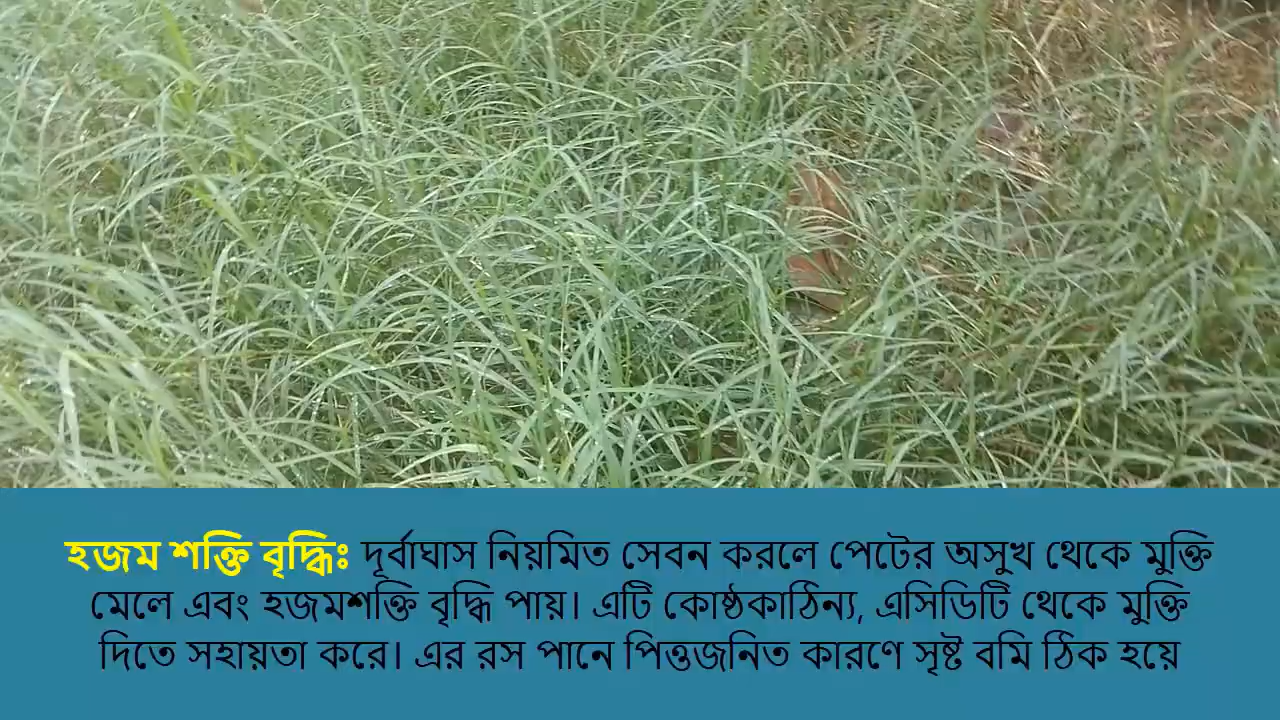 হজম শক্তি বৃদ্ধিঃ দূর্বাঘাস নিয়মিত সেবন করলে পেটের অসুখ থেকে মুক্তি
মেলে এবং হজমশক্তি বৃদ্ধি পায়। এটি কোষ্ঠকাঠিন্য, এসিডিটি থেকে মুক্তি
দিতে সহায়তা করে। এর রস পানে পিত্তজনিত কারণে সৃষ্ট বমি ঠিক হয়ে